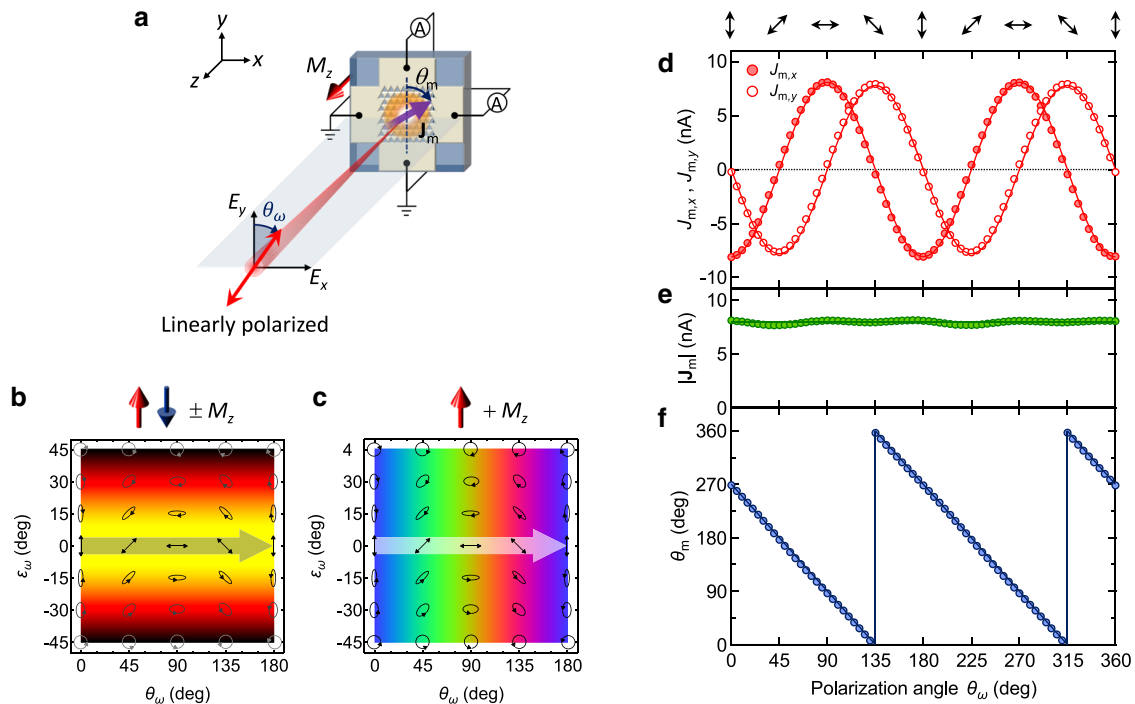 a
y
x
z
M_z
A
A
θ_m
J_m
E_y
θ_ω
E_x
Linearly polarized
b
± M_z
45
30
15
0
-15
-30
-45
ε_ω (deg)
0 45 90 135 180
θ_ω (deg)
c
+ M_z
4
30
15
0
-15
-30
-45
ε_ω (deg)
0 45 90 135 180
θ_ω (deg)
d
J_m,x
J_m,y
10
5
0
-5
-10
J_m,x , J_m,y (nA)
e
10
5
0
|J_m| (nA)
f
360
270
180
90
0
θ_m (deg)
0 45 90 135 180 225 270 315 360
Polarization angle θ_ω (deg)